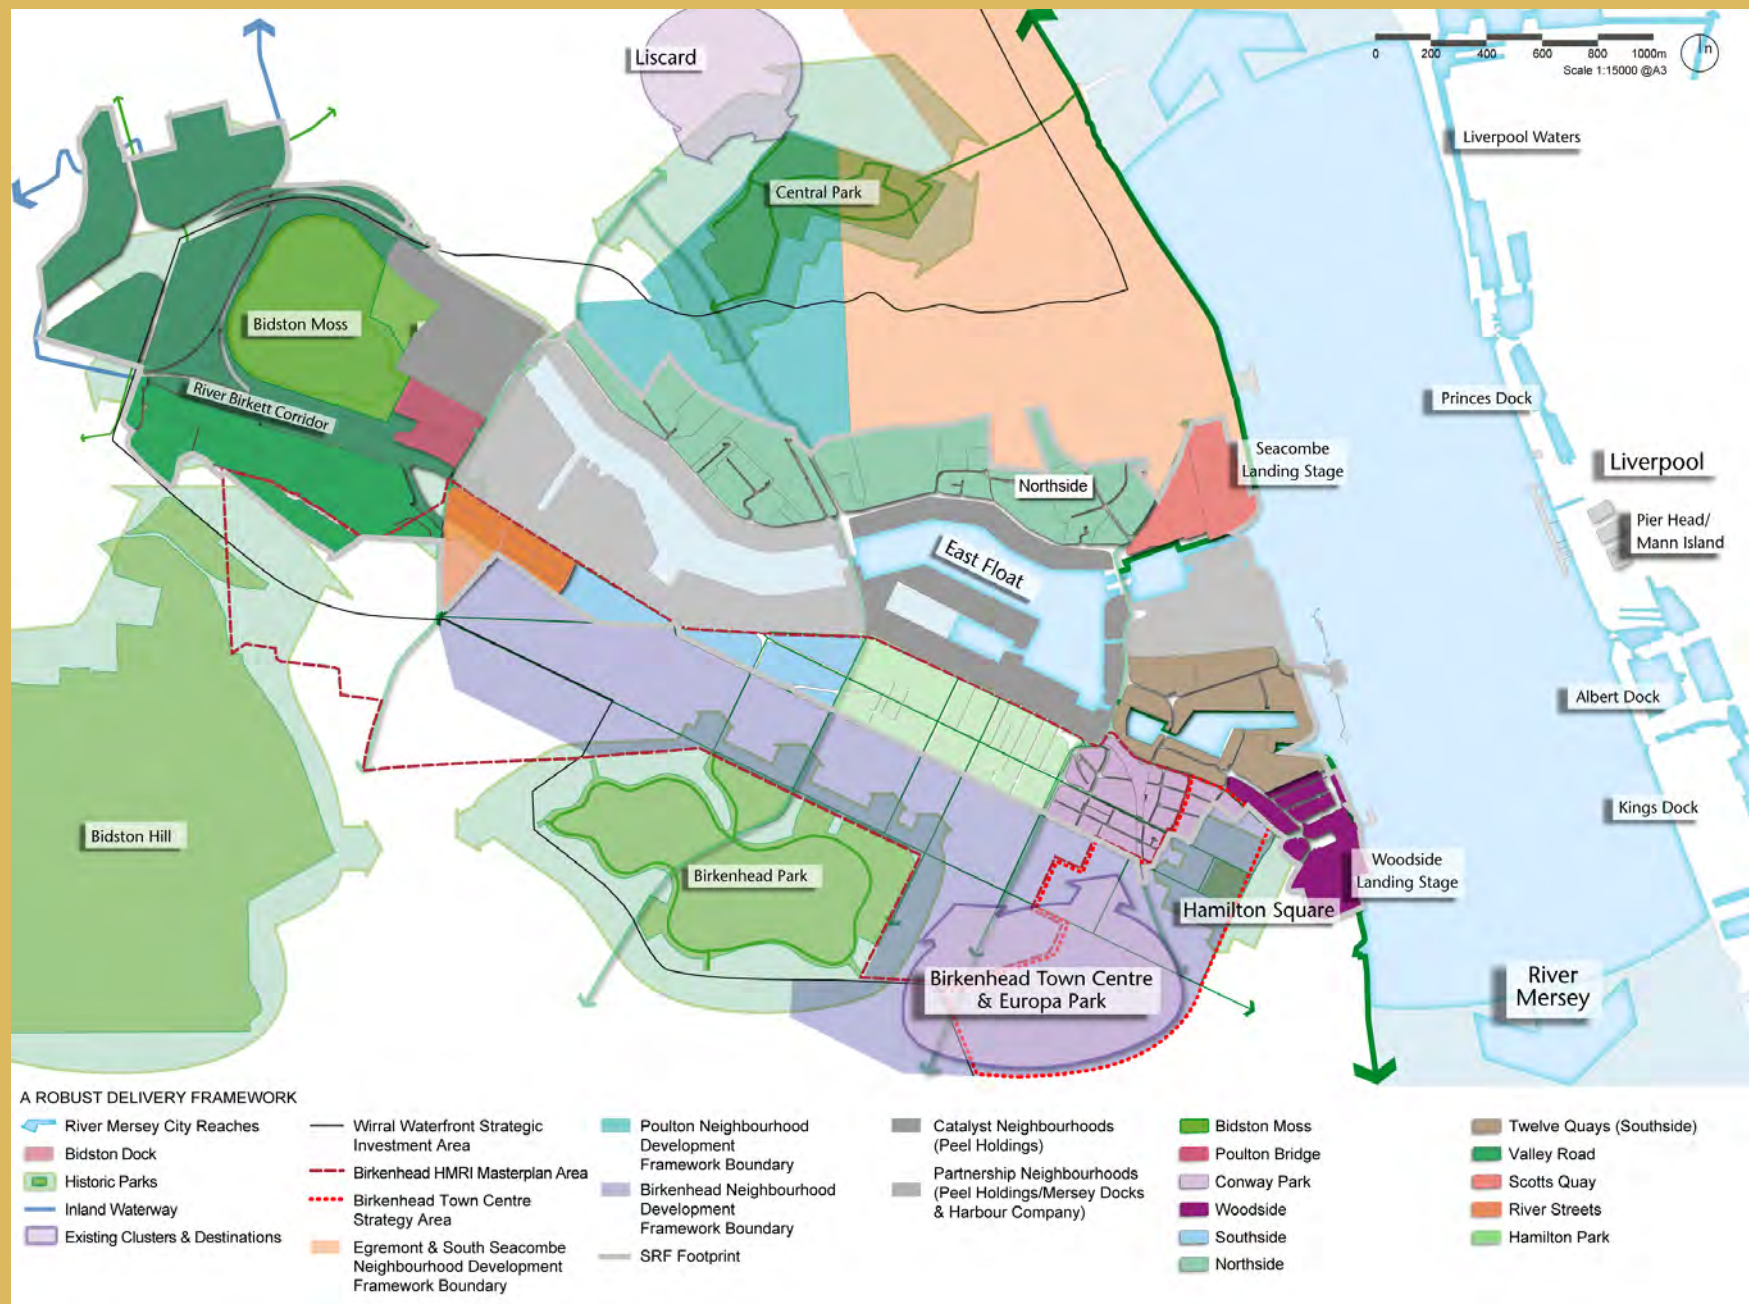 Liscard
0 200 400 600 800 1000m
Scale 1:15000 @A3
n
Liverpool Waters
Central Park
Bidston Moss
River Birkett Corridor
Princes Dock
Seacombe
Landing Stage
Liverpool
Northside
Pier Head/
Mann Island
East Float
Albert Dock
Kings Dock
Bidston Hill
Birkenhead Park
Woodside
Landing Stage
Hamilton Square
Birkenhead Town Centre
& Europa Park
River
Mersey
A ROBUST DELIVERY FRAMEWORK
River Mersey City Reaches
Bidston Dock
Historic Parks
Inland Waterway
Existing Clusters & Destinations
Wirral Waterfront Strategic
Investment Area
Birkenhead HMRI Masterplan Area
Birkenhead Town Centre
Strategy Area
Egremont & South Seacombe
Neighbourhood Development
Framework Boundary
Poulton Neighbourhood
Development
Framework Boundary
Birkenhead Neighbourhood
Development
Framework Boundary
SRF Footprint
Catalyst Neighbourhoods
(Peel Holdings)
Partnership Neighbourhoods
(Peel Holdings/Mersey Docks
& Harbour Company)
Bidston Moss
Poulton Bridge
Conway Park
Woodside
Southside
Northside
Twelve Quays (Southside)
Valley Road
Scotts Quay
River Streets
Hamilton Park